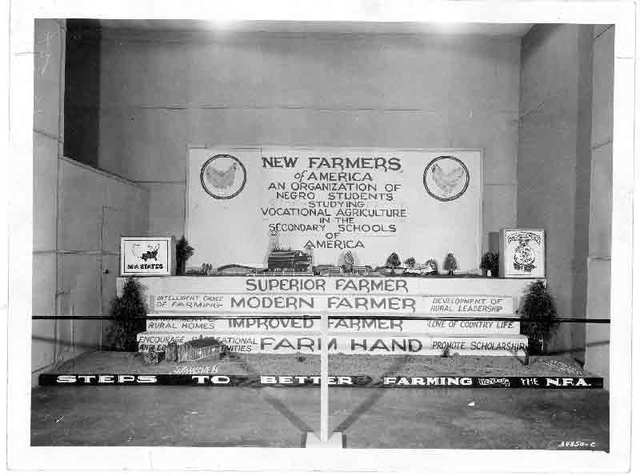 NEW FARMERS
of AMERICA
AN ORGANIZATION OF
NEGRO STUDENTS
STUDYING
VOCATIONAL AGRICULTURE
IN THE
SECONDARY SCHOOLS
OF
AMERICA
N.F.A. STATES
SUPERIOR FARMER
INTELLIGENT CHOICE
OF FARMING
MODERN FARMER
DEVELOPMENT OF
RURAL LEADERSHIP
RURAL HOMES
IMPROVED FARMER
LOVE OF COUNTRY LIFE
ENCOURAGE
FARM HAND
PROMOTE SCHOLARSHIP
STEPS TO BETTER FARMING THE N.F.A.